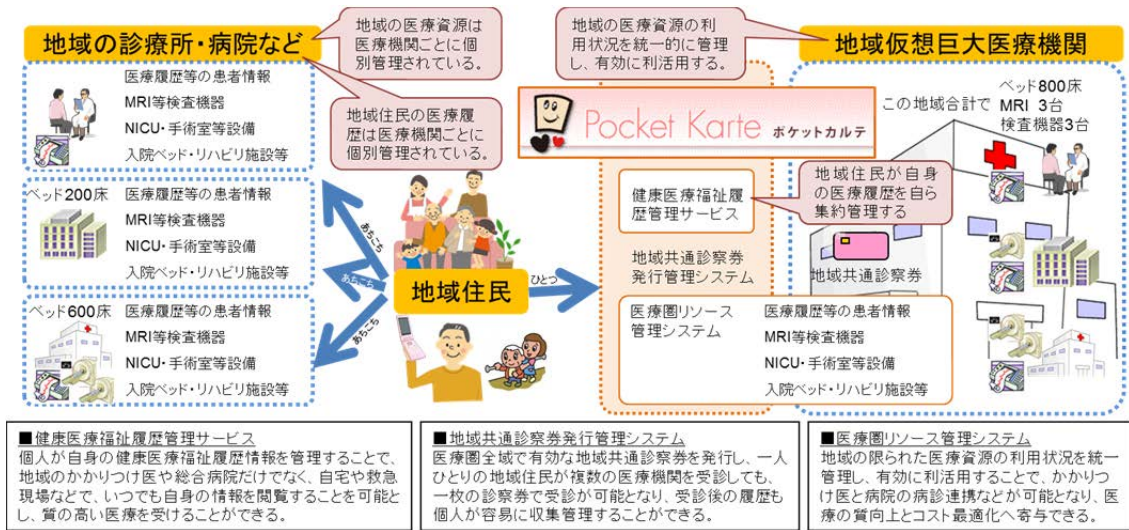 地域の診療所・病院など
地域の医療資源は
医療機関ごとに個
別管理されている。
地域住民の医療履
歴は医療機関ごとに
個別管理されている。
医療履歴等の患者情報
MRI等検査機器
NICU・手術室等設備
入院ベッド・リハビリ施設等
ベッド200床
医療履歴等の患者情報
MRI等検査機器
NICU・手術室等設備
入院ベッド・リハビリ施設等
ベッド600床
医療履歴等の患者情報
MRI等検査機器
NICU・手術室等設備
入院ベッド・リハビリ施設等
あちこち
あちこち
あちこち
地域住民
ひとつ
地域の医療資源の利
用状況を統一的に管理
し、有効に利活用する。
地域仮想巨大医療機関
Pocket Karte ポケットカルテ
この地域合計で
ベッド800床
MRI 3台
検査機器3台
健康医療福祉履
歴管理サービス
地域住民が自身
の医療履歴を自ら
集約管理する
地域共通診察券
発行管理システム
地域共通診察券
医療圏リソース
管理システム
医療履歴等の患者情報
MRI等検査機器
NICU・手術室等設備
入院ベッド・リハビリ施設等
■健康医療福祉履歴管理サービス
個人が自身の健康医療福祉履歴情報を管理することで、
地域のかかりつけ医や総合病院だけでなく、自宅や救急
現場などで、いつでも自身の情報を閲覧することを可能と
し、質の高い医療を受けることができる。
■地域共通診察券発行管理システム
医療圏全域で有効な地域共通診察券を発行し、一人
ひとりの地域住民が複数の医療機関を受診しても、
一枚の診察券で受診が可能となり、受診後の履歴も
個人が容易に収集管理することができる。
■医療圏リソース管理システム
地域の限られた医療資源の利用状況を統一
管理し、有効に利活用することで、かかりつ
け医と病院の病診連携などが可能となり、医
療の質向上とコスト最適化へ寄与できる。